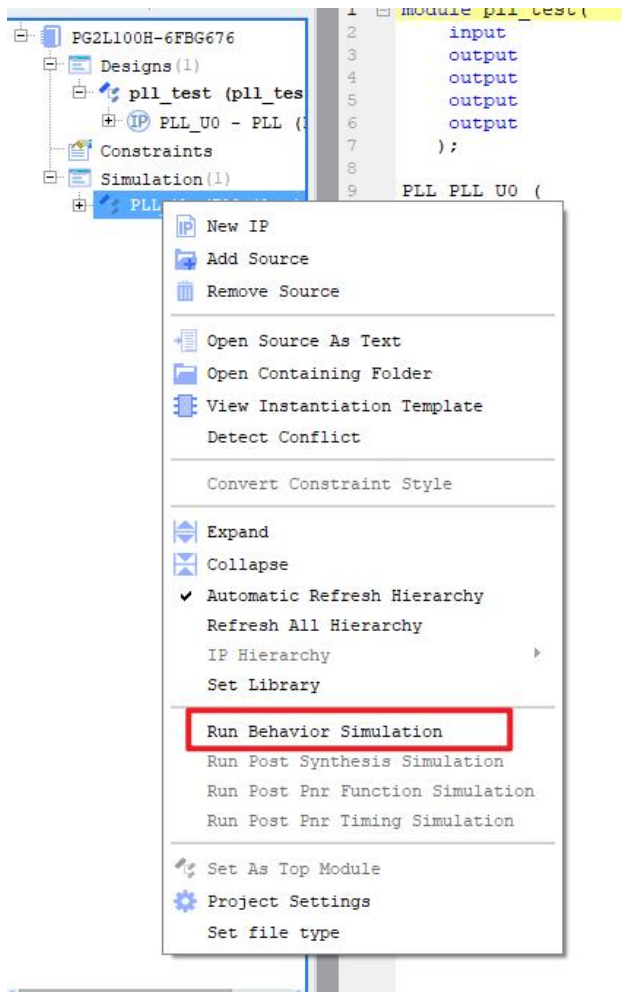 PG2L100H-6FBG676
Designs(1)
pll_test (pll_tes
PLL_U0 - PLL (
Constraints
Simulation(1)
PLL
1 module pll_test(
2 input
3 output
4 output
5 output
6 output
7 );
8
9 PLL PLL U0 (
New IP
Add Source
Remove Source
Open Source As Text
Open Containing Folder
View Instantiation Template
Detect Conflict
Convert Constraint Style
Expand
Collapse
Automatic Refresh Hierarchy
Refresh All Hierarchy
IP Hierarchy
Set Library
Run Behavior Simulation
Run Post Synthesis Simulation
Run Post Pnr Function Simulation
Run Post Pnr Timing Simulation
Set As Top Module
Project Settings
Set file type